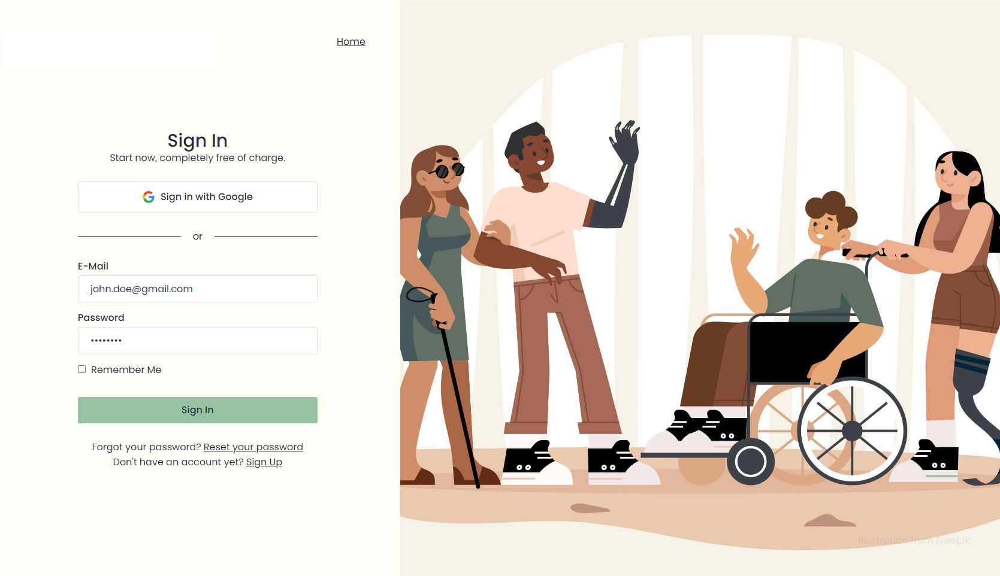 Home
Sign In
Start now, completely free of charge.
Sign in with Google
or
E-Mail
john.doe@gmail.com
Password
••••••••
Remember Me
Sign In
Forgot your password? Reset your password
Don't have an account yet? Sign Up
Illustration from Freepik